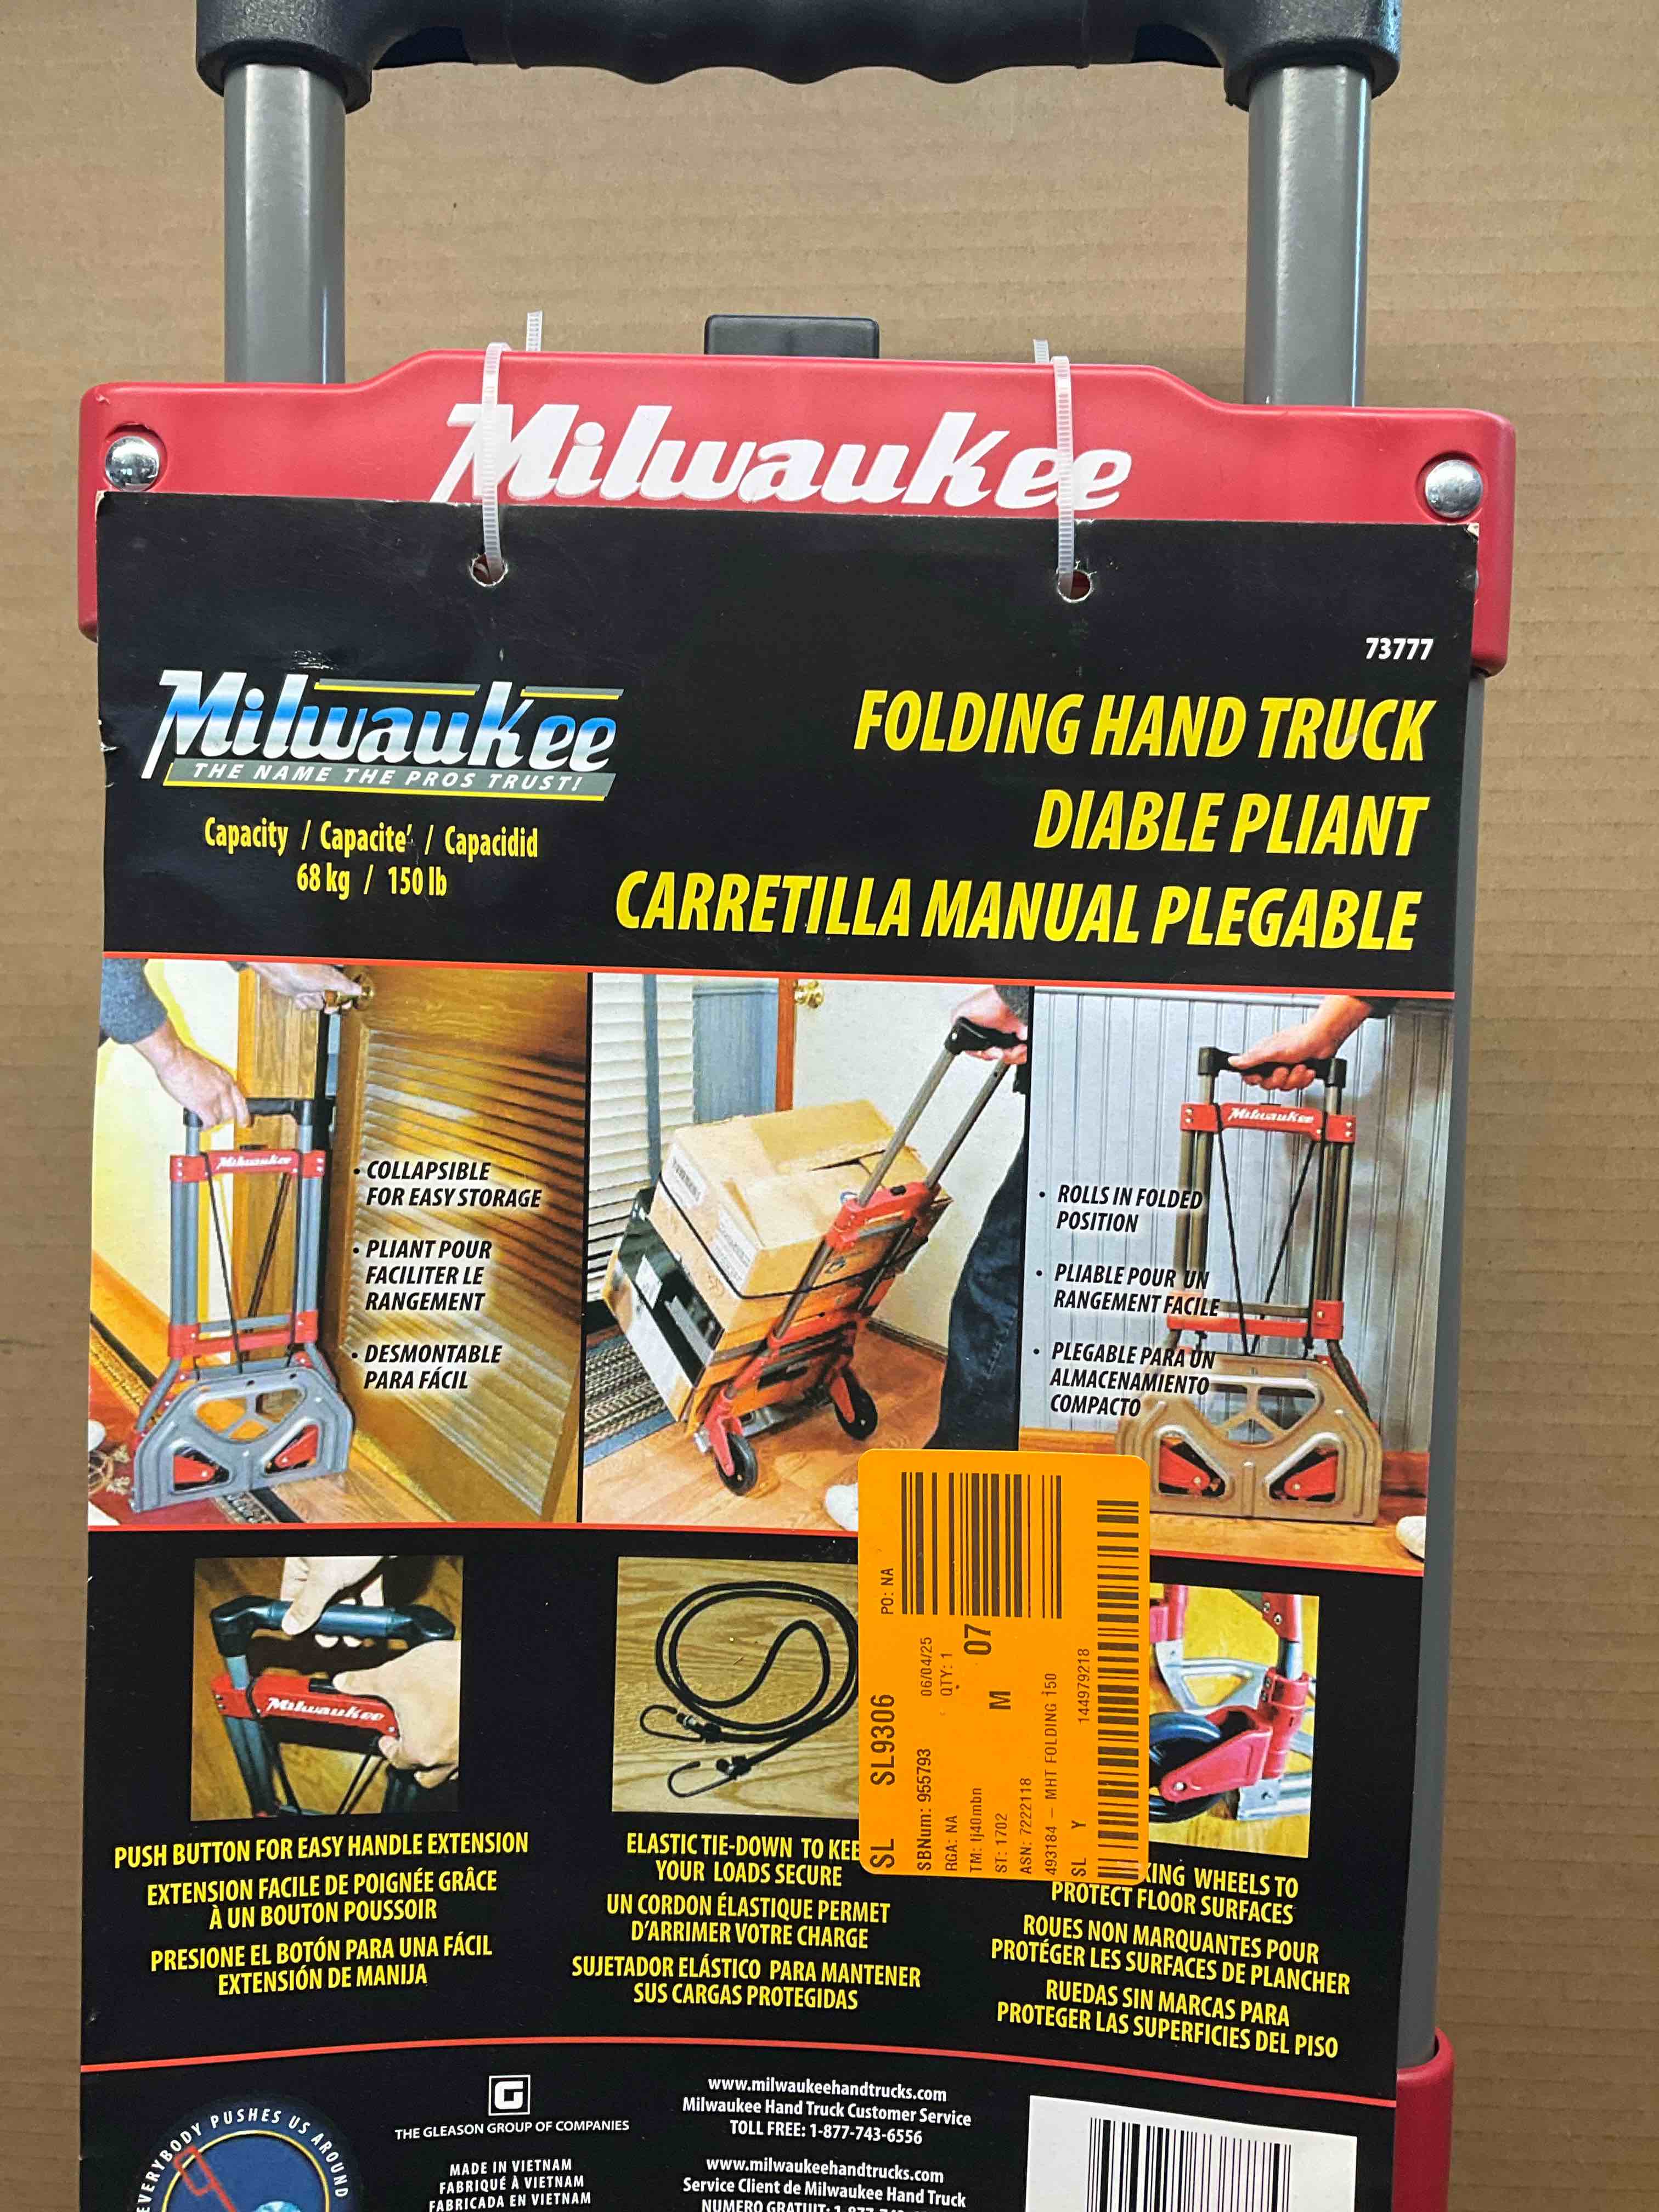 Milwaukee
73777
Milwaukee
THE NAME THE PROS TRUST!
Capacity / Capacite' / Capacidid
68 kg / 150 lb
FOLDING HAND TRUCK
DIABLE PLIANT
CARRETILLA MANUAL PLEGABLE
Milwaukee
• COLLAPSIBLE
FOR EASY STORAGE
• PLIANT POUR
FACILITER LE
RANGEMENT
• DESMONTABLE
PARA FÁCIL
Milwaukee
• ROLLS IN FOLDED
POSITION
• PLIABLE POUR UN
RANGEMENT FACILE
• PLEGABLE PARA UN
ALMACENAMIENTO
COMPACTO
Milwaukee
PUSH BUTTON FOR EASY HANDLE EXTENSION
EXTENSION FACILE DE POIGNÉE GRÂCE
À UN BOUTON POUSSOIR
PRESIONE EL BOTÓN PARA UNA FÁCIL
EXTENSIÓN DE MANIJA
ELASTIC TIE-DOWN TO KEE
YOUR LOADS SECURE
UN CORDON ÉLASTIQUE PERMET
D'ARRIMER VOTRE CHARGE
SUJETADOR ELÁSTICO PARA MANTENER
SUS CARGAS PROTEGIDAS
KING WHEELS TO
PROTECT FLOOR SURFACES
ROUES NON MARQUANTES POUR
PROTÉGER LES SURFACES DE PLANCHER
RUEDAS SIN MARCAS PARA
PROTEGER LAS SUPERFICIES DEL PISO
SL SL9306 PO: NA
SBNum: 955793 06/04/25
RGA: NA QTY: 1
TM: tj40mbn M 07
ST: 1702
ASN: 7222118
493184 – MHT FOLDING 150
SL Y 144979218
EVERYBODY PUSHES US AROUND
G
THE GLEASON GROUP OF COMPANIES
MADE IN VIETNAM
FABRIQUÉ À VIETNAM
FABRICADA EN VIETNAM
www.milwaukeehandtrucks.com
Milwaukee Hand Truck Customer Service
TOLL FREE: 1-877-743-6556
www.milwaukeehandtrucks.com
Service Client de Milwaukee Hand Truck
NUMERO GRATUIT: 1-877-